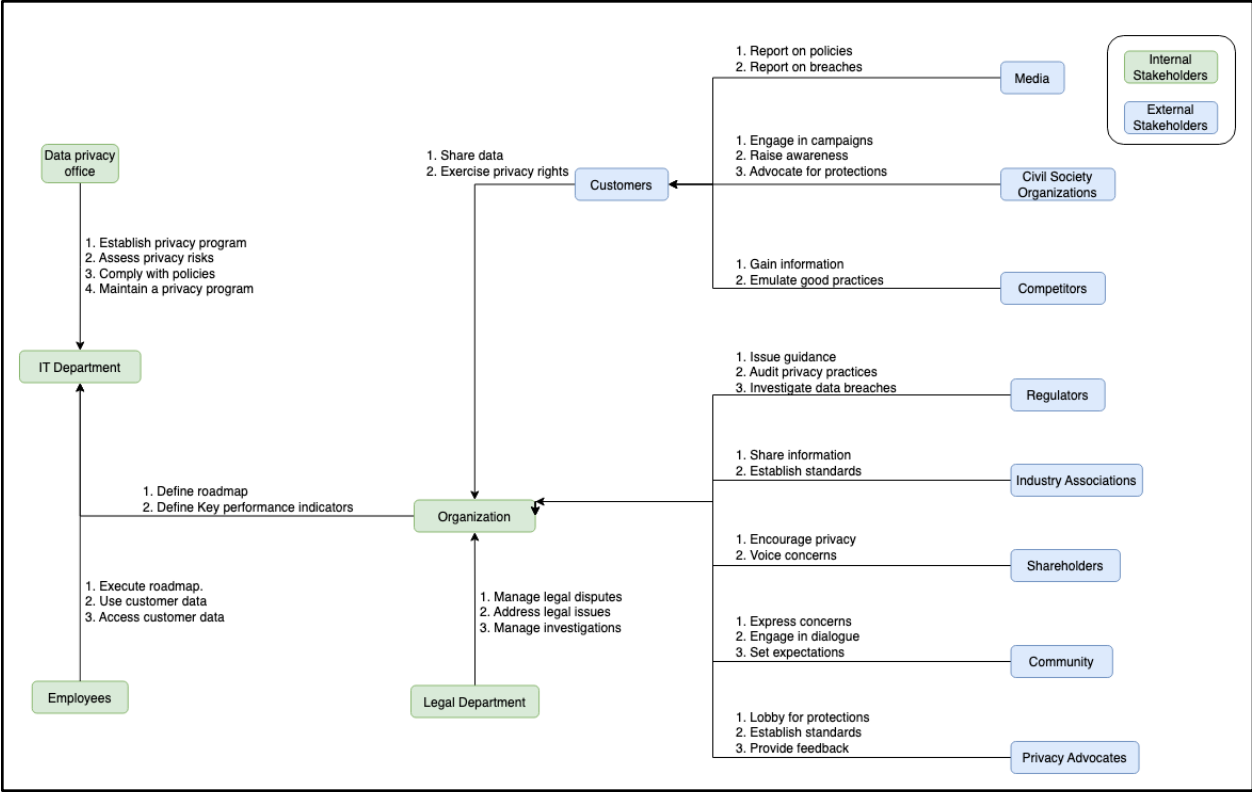 1. Report on policies
2. Report on breaches
Media
Internal
Stakeholders
External
Stakeholders
Data privacy
office
1. Share data
2. Exercise privacy rights
Customers
1. Engage in campaigns
2. Raise awareness
3. Advocate for protections
Civil Society
Organizations
1. Establish privacy program
2. Assess privacy risks
3. Comply with policies
4. Maintain a privacy program
1. Gain information
2. Emulate good practices
Competitors
IT Department
1. Issue guidance
2. Audit privacy practices
3. Investigate data breaches
Regulators
1. Share information
2. Establish standards
Industry Associations
1. Define roadmap
2. Define Key performance indicators
Organization
1. Encourage privacy
2. Voice concerns
Shareholders
1. Execute roadmap.
2. Use customer data
3. Access customer data
1. Manage legal disputes
2. Address legal issues
3. Manage investigations
1. Express concerns
2. Engage in dialogue
3. Set expectations
Community
Employees
Legal Department
1. Lobby for protections
2. Establish standards
3. Provide feedback
Privacy Advocates